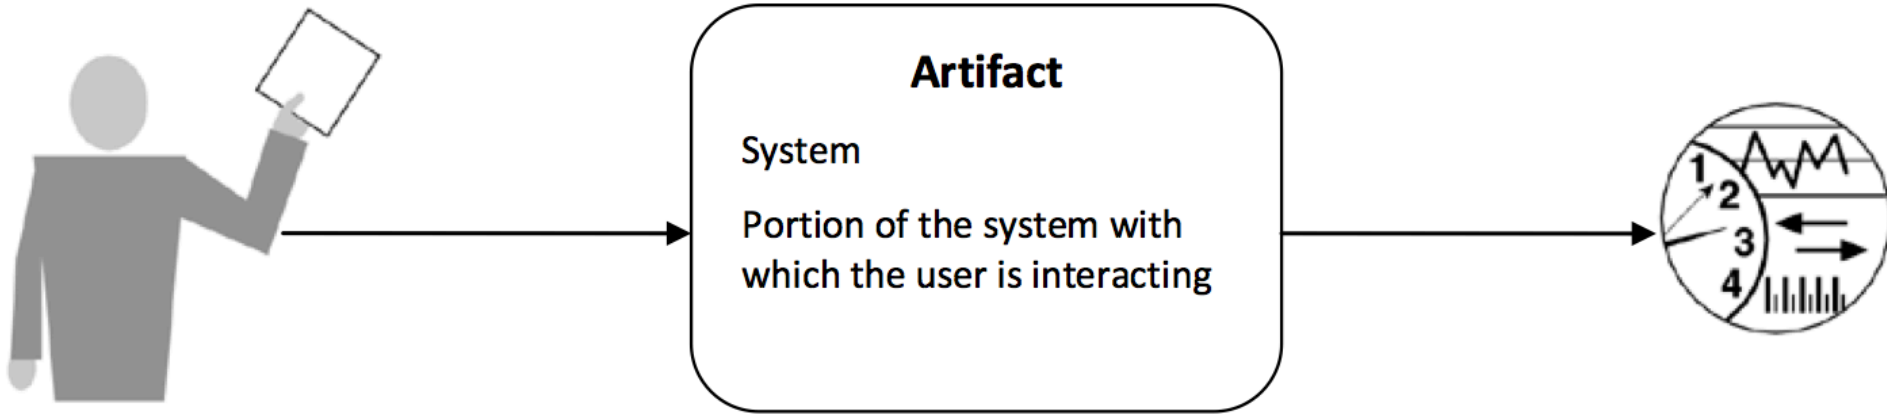 Artifact
System
Portion of the system with
which the user is interacting
1
2
3
4